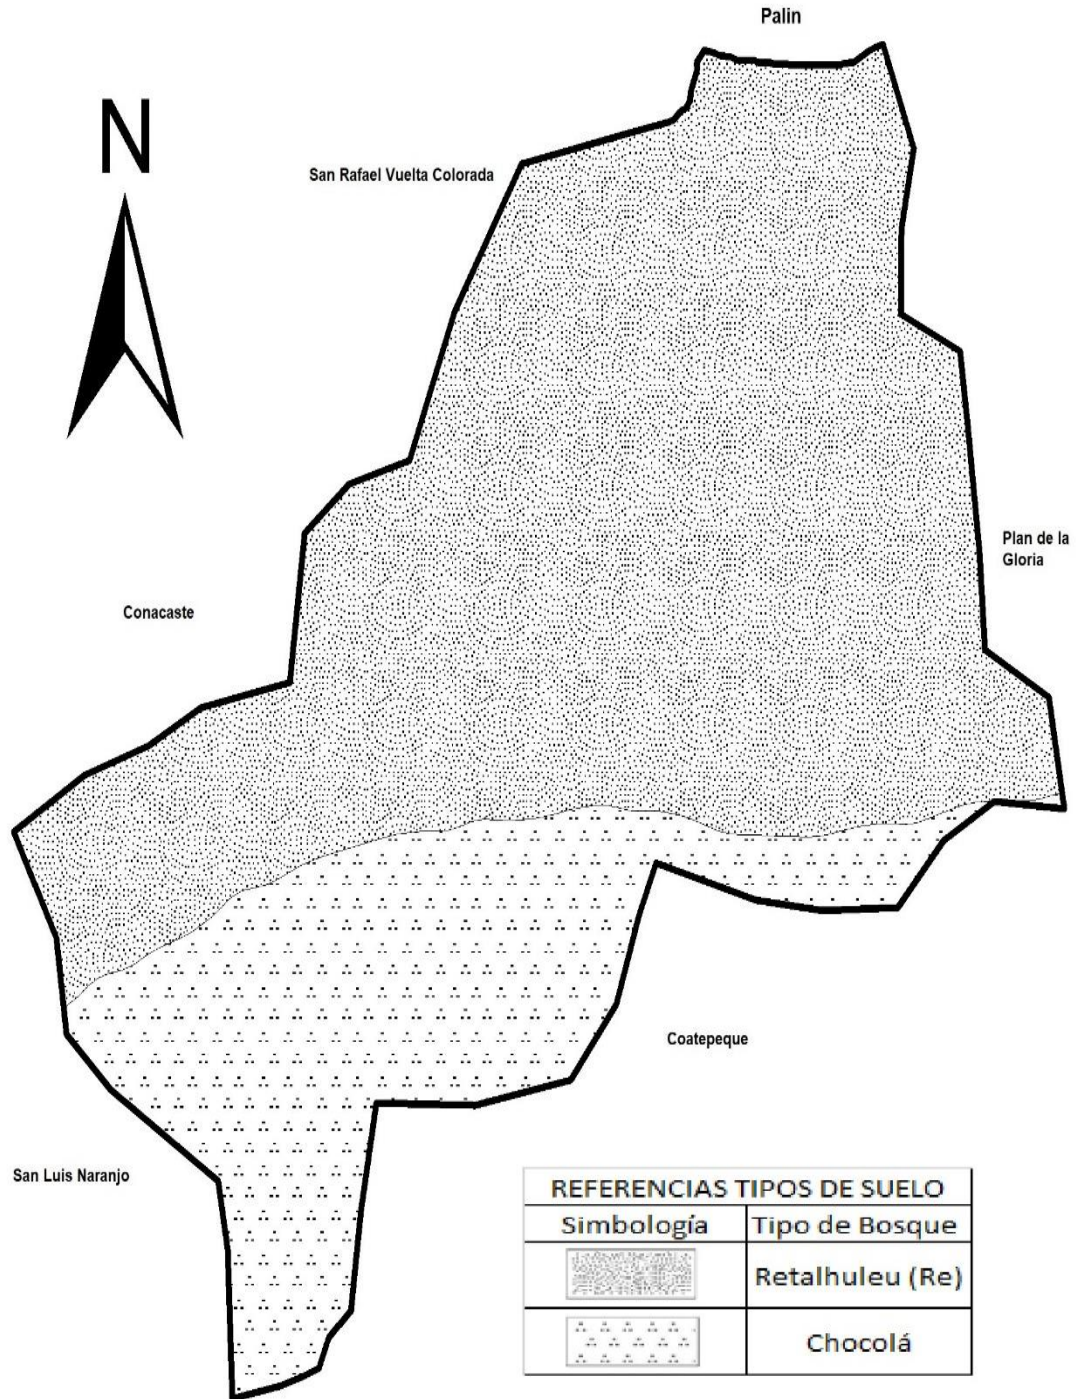 Palin
N
San Rafael Vuelta Colorada
Plan de la
Gloria
Conacaste
Coatepeque
San Luis Naranjo
REFERENCIAS TIPOS DE SUELO
Simbología Tipo de Bosque
Retalhuleu (Re)
Chocolá